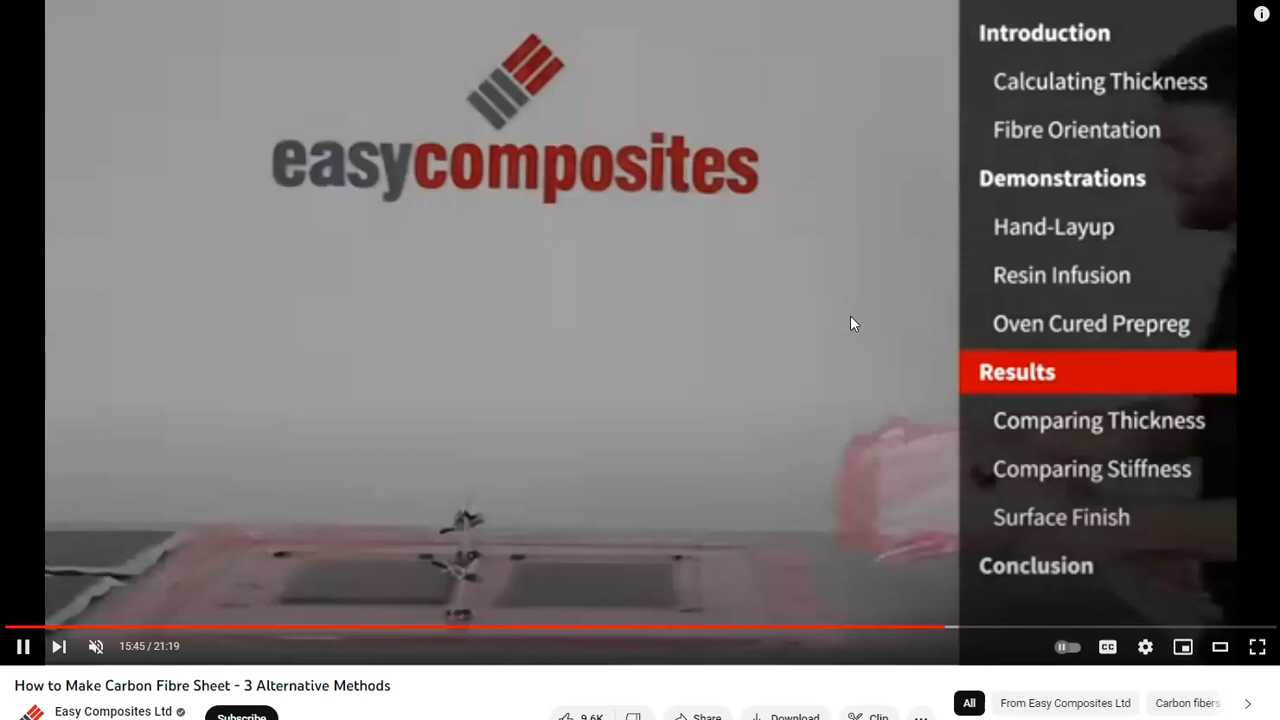 easycomposites
Introduction
Calculating Thickness
Fibre Orientation
Demonstrations
Hand-Layup
Resin Infusion
Oven Cured Prepreg
Results
Comparing Thickness
Comparing Stiffness
Surface Finish
Conclusion
15:45 / 21:19
CC
How to Make Carbon Fibre Sheet - 3 Alternative Methods
Easy Composites Ltd
Subscribe
9.6K
Share
Download
Clip
All
From Easy Composites Ltd
Carbon fibers